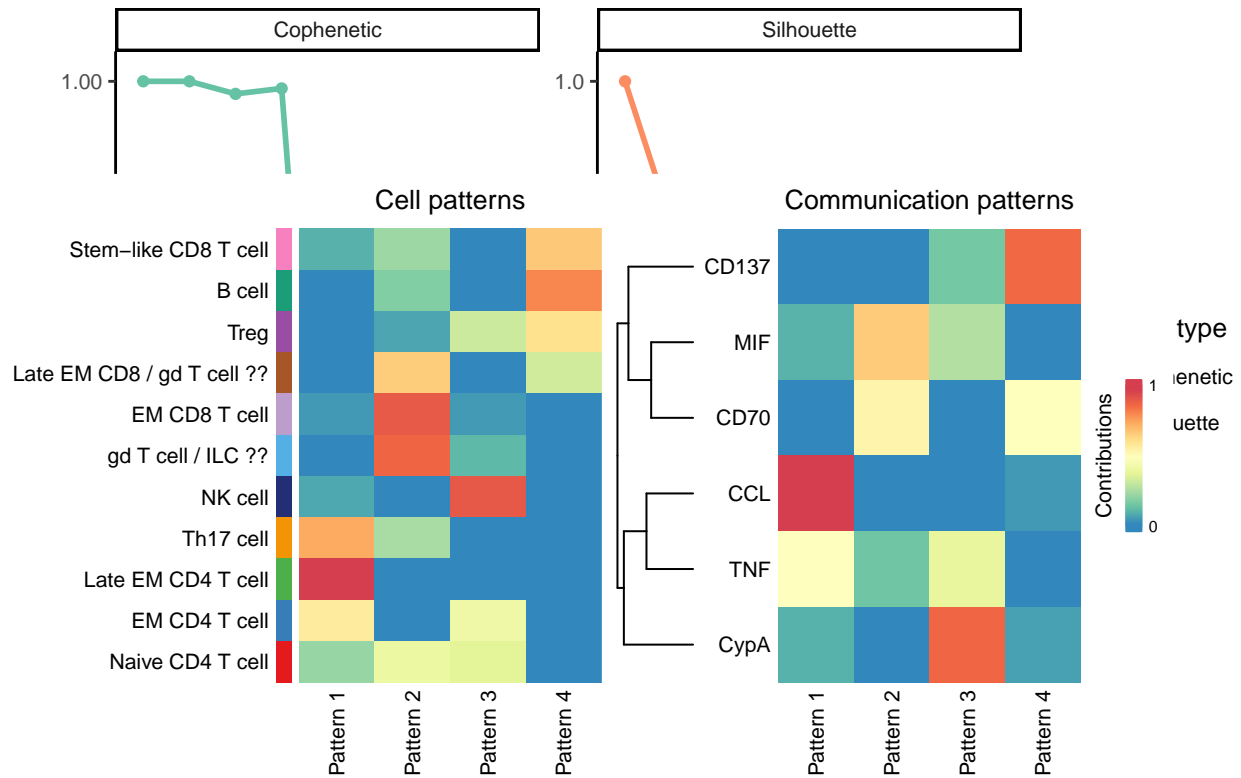 Cophenetic
Silhouette
1.00
1.0
Cell patterns
Communication patterns
Stem−like CD8 T cell
B cell
Treg
Late EM CD8 / gd T cell ??
EM CD8 T cell
gd T cell / ILC ??
NK cell
Th17 cell
Late EM CD4 T cell
EM CD4 T cell
Naive CD4 T cell
Pattern 1
Pattern 2
Pattern 3
Pattern 4
CD137
MIF
CD70
CCL
TNF
CypA
Pattern 1
Pattern 2
Pattern 3
Pattern 4
Contributions
1
0
type
enetic
uette